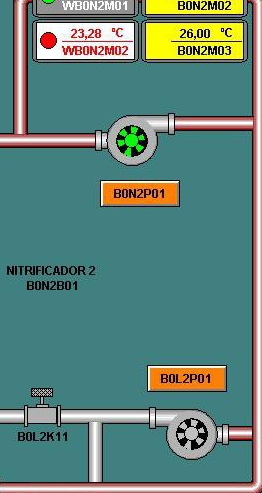 WB0N2M01
B0N2M02
23,28 °C
WB0N2M02
26,00 °C
B0N2M03
B0N2P01
NITRIFICADOR 2
B0N2B01
B0L2P01
B0L2K11